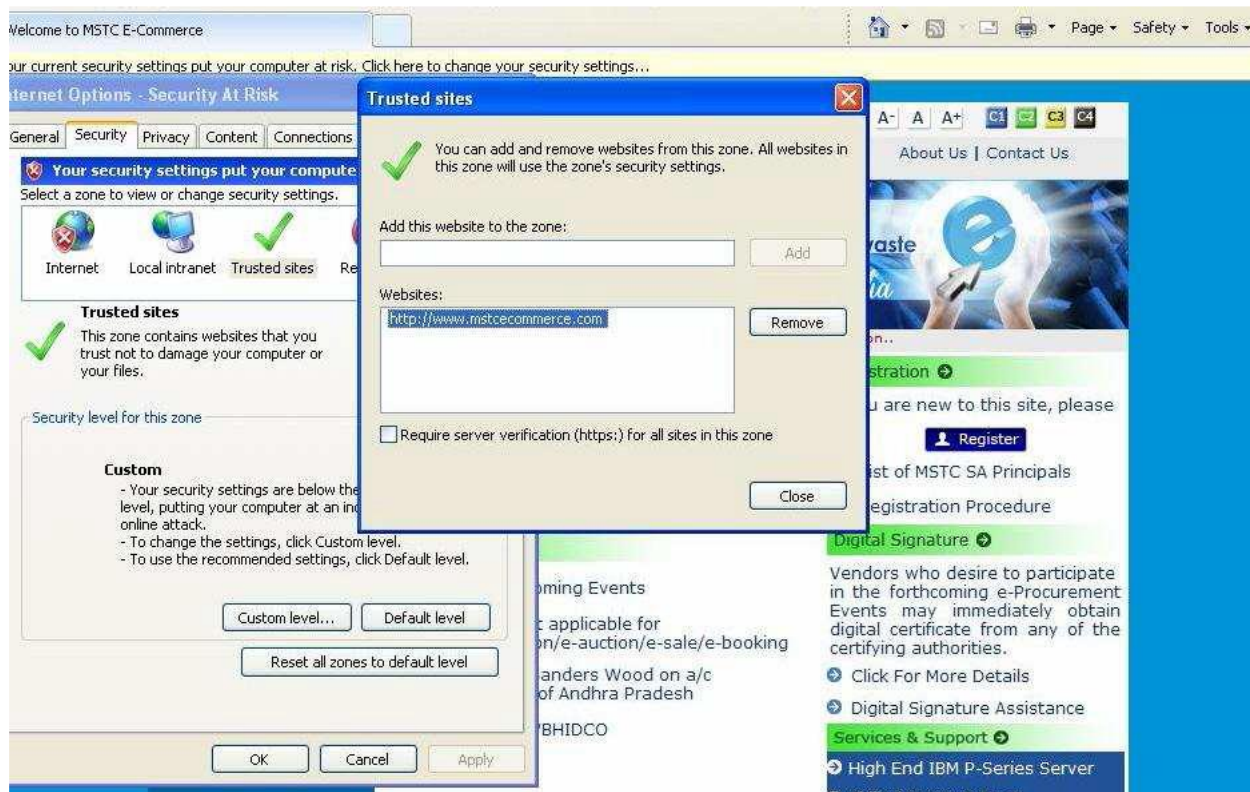 Welcome to MSTC E-Commerce
Page
Safety
Tools
our current security settings put your computer at risk. Click here to change your security settings...
Internet Options - Security At Risk
General
Security
Privacy
Content
Connections
Your security settings put your compute
Select a zone to view or change security settings.
Internet
Local intranet
Trusted sites
Re
Trusted sites
This zone contains websites that you
trust not to damage your computer or
your files.
Security level for this zone
Custom
- Your security settings are below the
level, putting your computer at an in
online attack.
- To change the settings, click Custom level.
- To use the recommended settings, click Default level.
Custom level...
Default level
Reset all zones to default level
OK
Cancel
Apply
Trusted sites
You can add and remove websites from this zone. All websites in
this zone will use the zone's security settings.
Add this website to the zone:
Add
Websites:
http://www.mstcecommerce.com
Remove
Require server verification (https:) for all sites in this zone
Close
A- A A+ C1 C2 C3 C4
About Us | Contact Us
waste
ia
on..
stration
u are new to this site, please
Register
ist of MSTC SA Principals
egistration Procedure
Digital Signature
Vendors who desire to participate
in the forthcoming e-Procurement
Events may immediately obtain
digital certificate from any of the
certifying authorities.
Click For More Details
Digital Signature Assistance
Services & Support
High End IBM P-Series Server
oming Events
t applicable for
on/e-auction/e-sale/e-booking
anders Wood on a/c
of Andhra Pradesh
BHIDCO